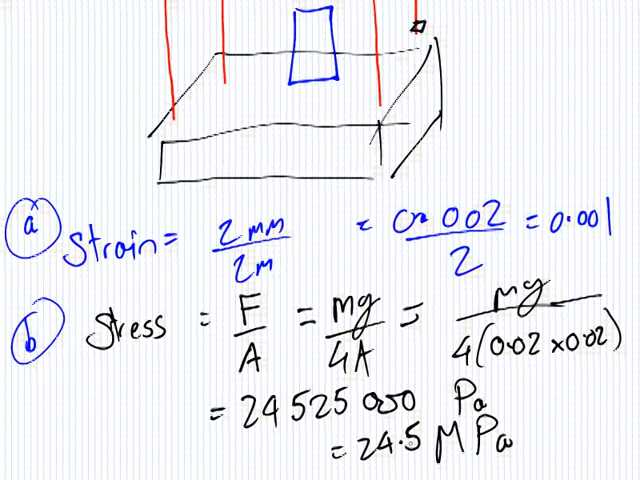 a Strain = 2mm/2m = 0.002/2 = 0.001
b Stress = F/A = mg/4A = mg/4(0.02 x 0.02)
= 24 525 000 Pa
= 24.5 MPa